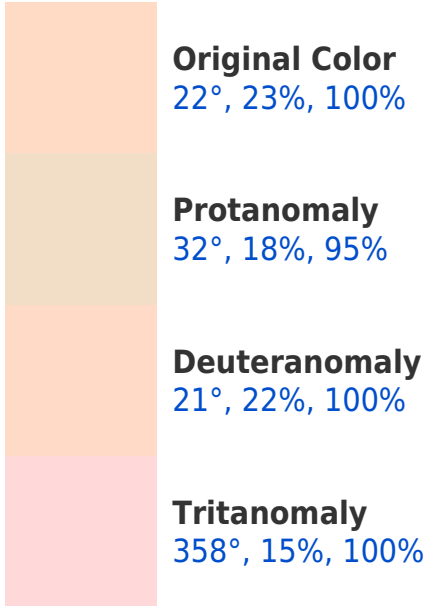 Original Color
22°, 23%, 100%
Protanomaly
32°, 18%, 95%
Deuteranomaly
21°, 22%, 100%
Tritanomaly
358°, 15%, 100%